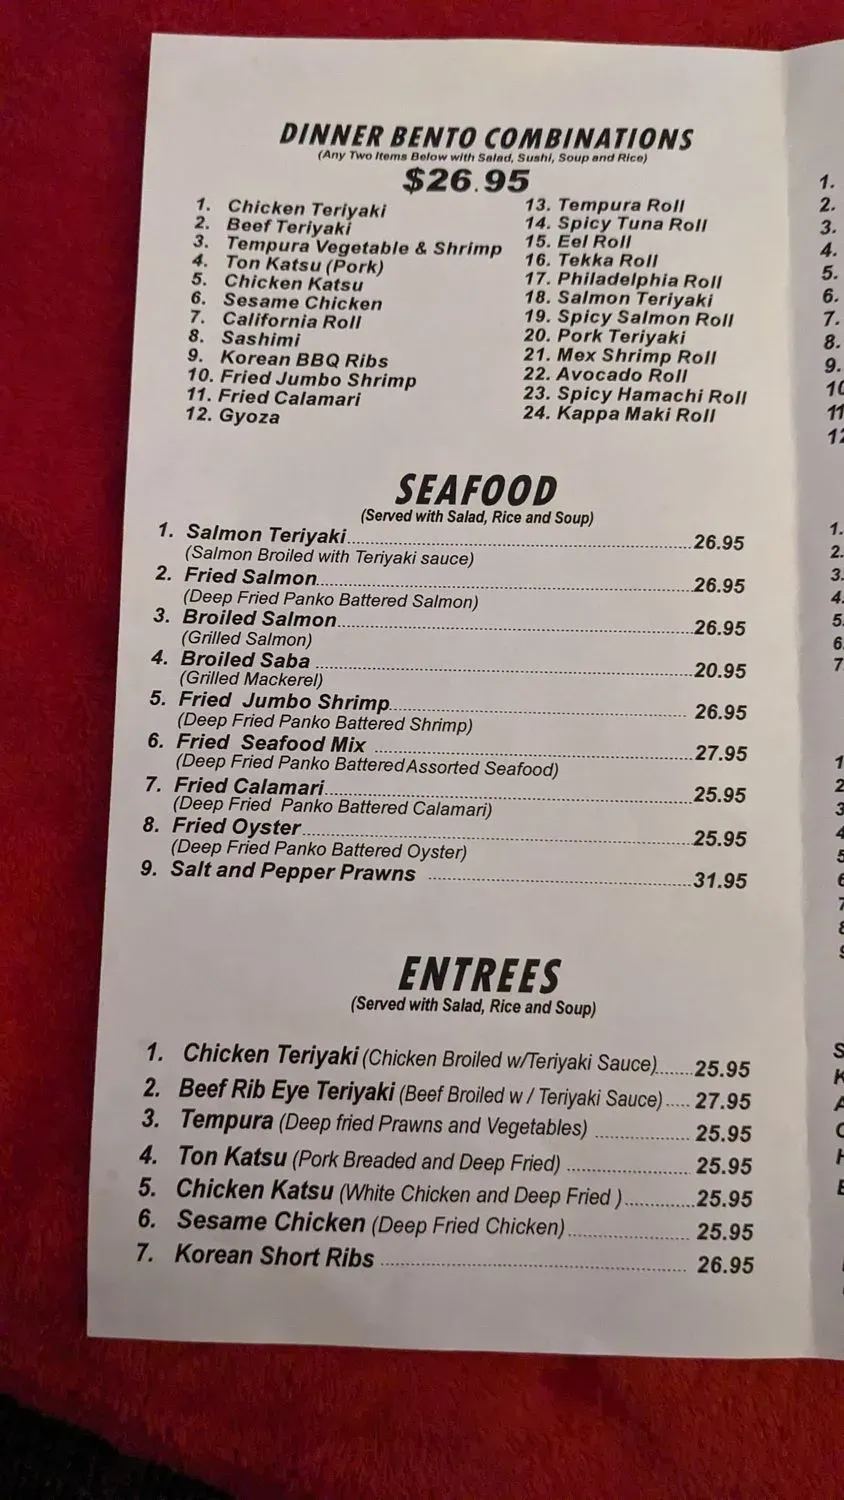 DINNER BENTO COMBINATIONS
(Any Two Items Below with Salad, Sushi, Soup and Rice)
$26.95
1. Chicken Teriyaki
2. Beef Teriyaki
3. Tempura Vegetable & Shrimp
4. Ton Katsu (Pork)
5. Chicken Katsu
6. Sesame Chicken
7. California Roll
8. Sashimi
9. Korean BBQ Ribs
10. Fried Jumbo Shrimp
11. Fried Calamari
12. Gyoza
13. Tempura Roll
14. Spicy Tuna Roll
15. Eel Roll
16. Tekka Roll
17. Philadelphia Roll
18. Salmon Teriyaki
19. Spicy Salmon Roll
20. Pork Teriyaki
21. Mex Shrimp Roll
22. Avocado Roll
23. Spicy Hamachi Roll
24. Kappa Maki Roll
SEAFOOD
(Served with Salad, Rice and Soup)
1. Salmon Teriyaki 26.95
(Salmon Broiled with Teriyaki sauce)
2. Fried Salmon 26.95
(Deep Fried Panko Battered Salmon)
3. Broiled Salmon 26.95
(Grilled Salmon)
4. Broiled Saba 20.95
(Grilled Mackerel)
5. Fried Jumbo Shrimp 26.95
(Deep Fried Panko Battered Shrimp)
6. Fried Seafood Mix 27.95
(Deep Fried Panko Battered Assorted Seafood)
7. Fried Calamari 25.95
(Deep Fried Panko Battered Calamari)
8. Fried Oyster 25.95
(Deep Fried Panko Battered Oyster)
9. Salt and Pepper Prawns 31.95
ENTREES
(Served with Salad, Rice and Soup)
1. Chicken Teriyaki (Chicken Broiled w/Teriyaki Sauce) 25.95
2. Beef Rib Eye Teriyaki (Beef Broiled w / Teriyaki Sauce) 27.95
3. Tempura (Deep fried Prawns and Vegetables) 25.95
4. Ton Katsu (Pork Breaded and Deep Fried) 25.95
5. Chicken Katsu (White Chicken and Deep Fried ) 25.95
6. Sesame Chicken (Deep Fried Chicken) 25.95
7. Korean Short Ribs 26.95